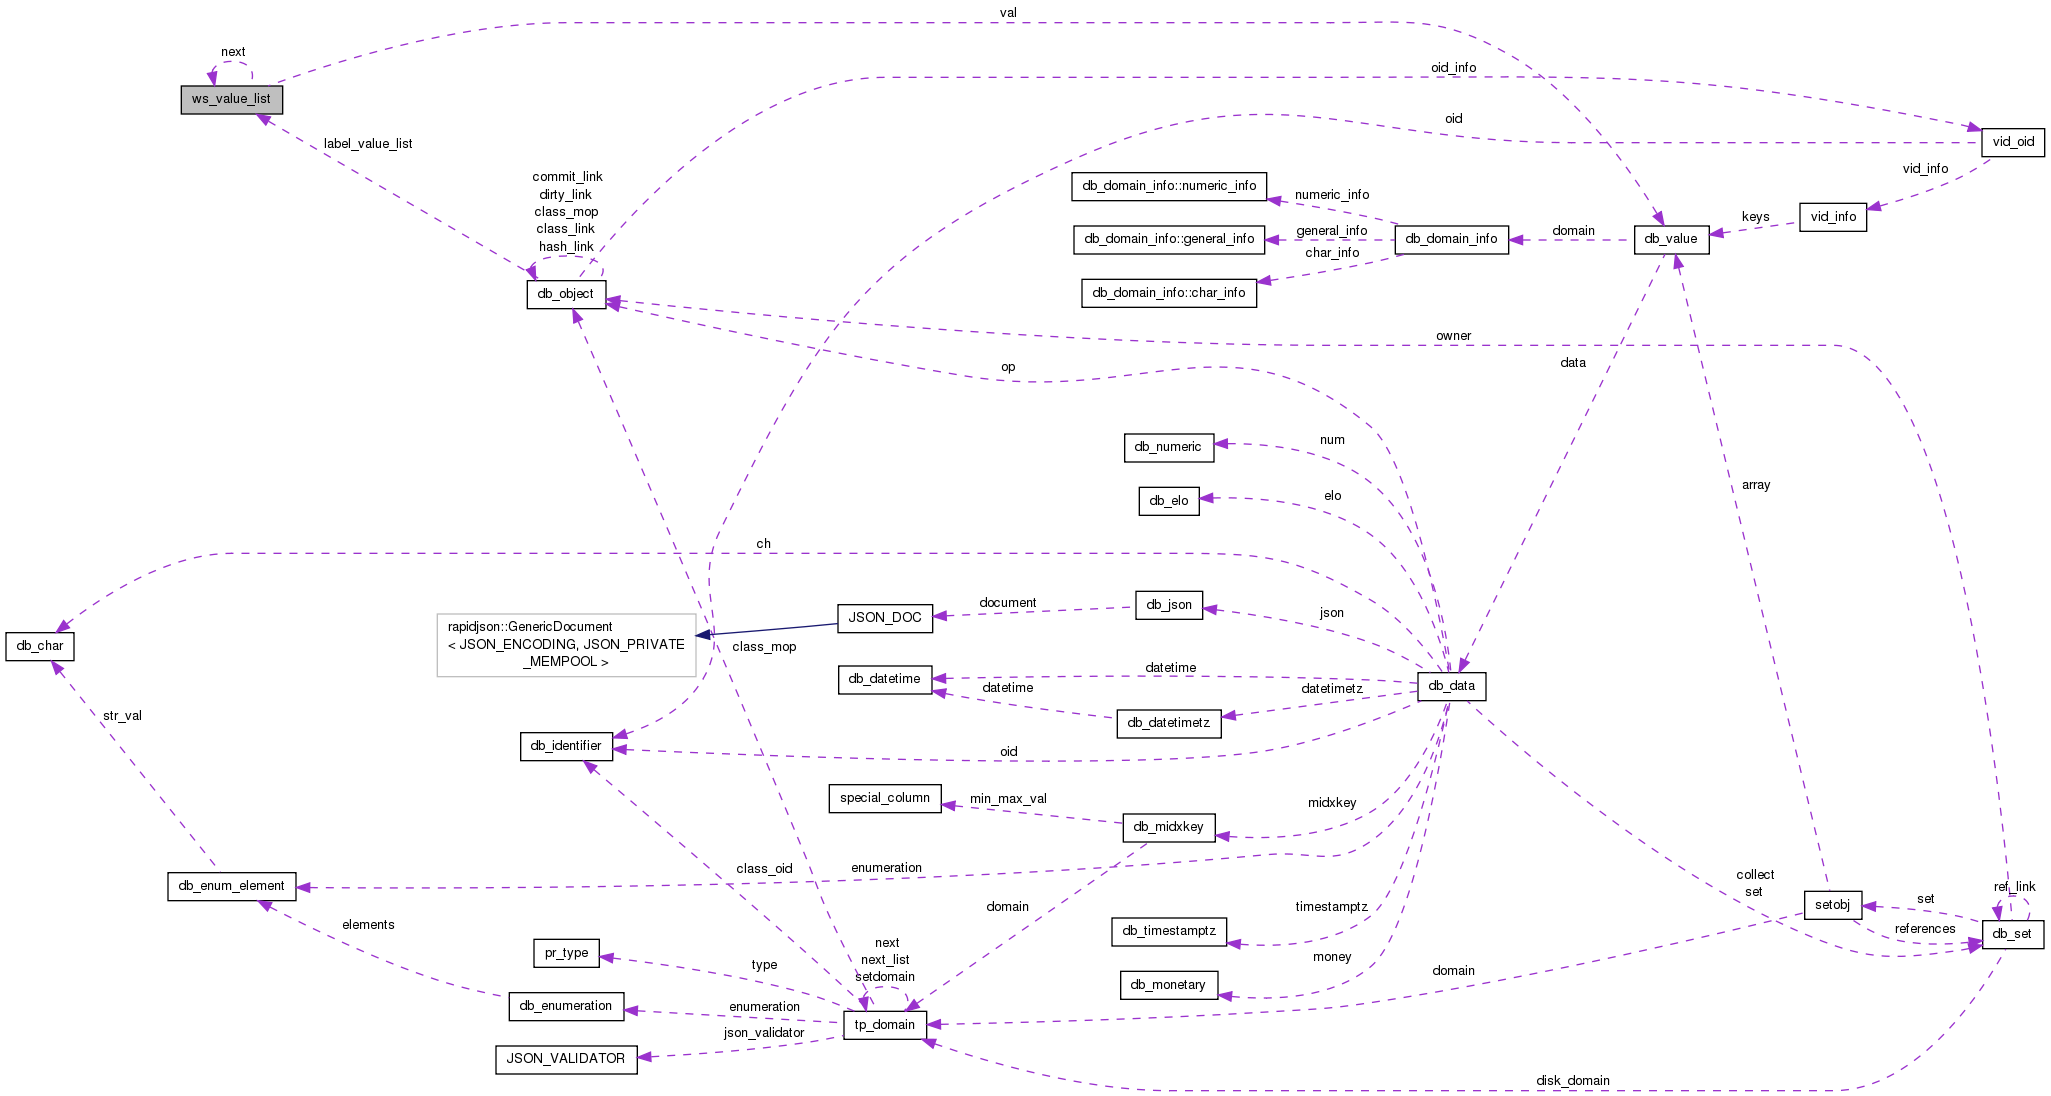 val
next
oid_info
ws_value_list
oid
vid_oid
label_value_list
vid_info
commit_link
dirty_link
class_mop
class_link
hash_link
db_domain_info::numeric_info
numeric_info
vid_info
keys
db_domain_info::general_info
general_info
db_domain_info
domain
db_value
char_info
db_domain_info::char_info
db_object
owner
op
data
num
db_numeric
db_elo
elo
array
ch
db_json
json
document
JSON_DOC
rapidjson::GenericDocument
< JSON_ENCODING, JSON_PRIVATE
_MEMPOOL >
db_char
class_mop
datetime
db_datetime
datetime
datetimetz
db_data
str_val
db_datetimetz
db_identifier
oid
special_column
min_max_val
midxkey
db_midxkey
class_oid
enumeration
collect
set
db_enum_element
ref_link
setobj
set
domain
timestamptz
elements
db_timestamptz
references
db_set
next
next_list
setdomain
pr_type
type
money
domain
db_monetary
db_enumeration
enumeration
tp_domain
json_validator
JSON_VALIDATOR
disk_domain